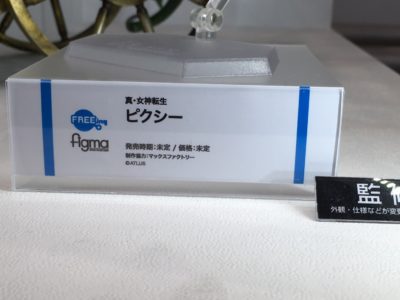 真・女神転生
ピクシー
FREEing
figma
発売時期：未定 / 価格：未定
制作協力：マックスファクトリー
©ATLUS
監
外観・仕様などが変